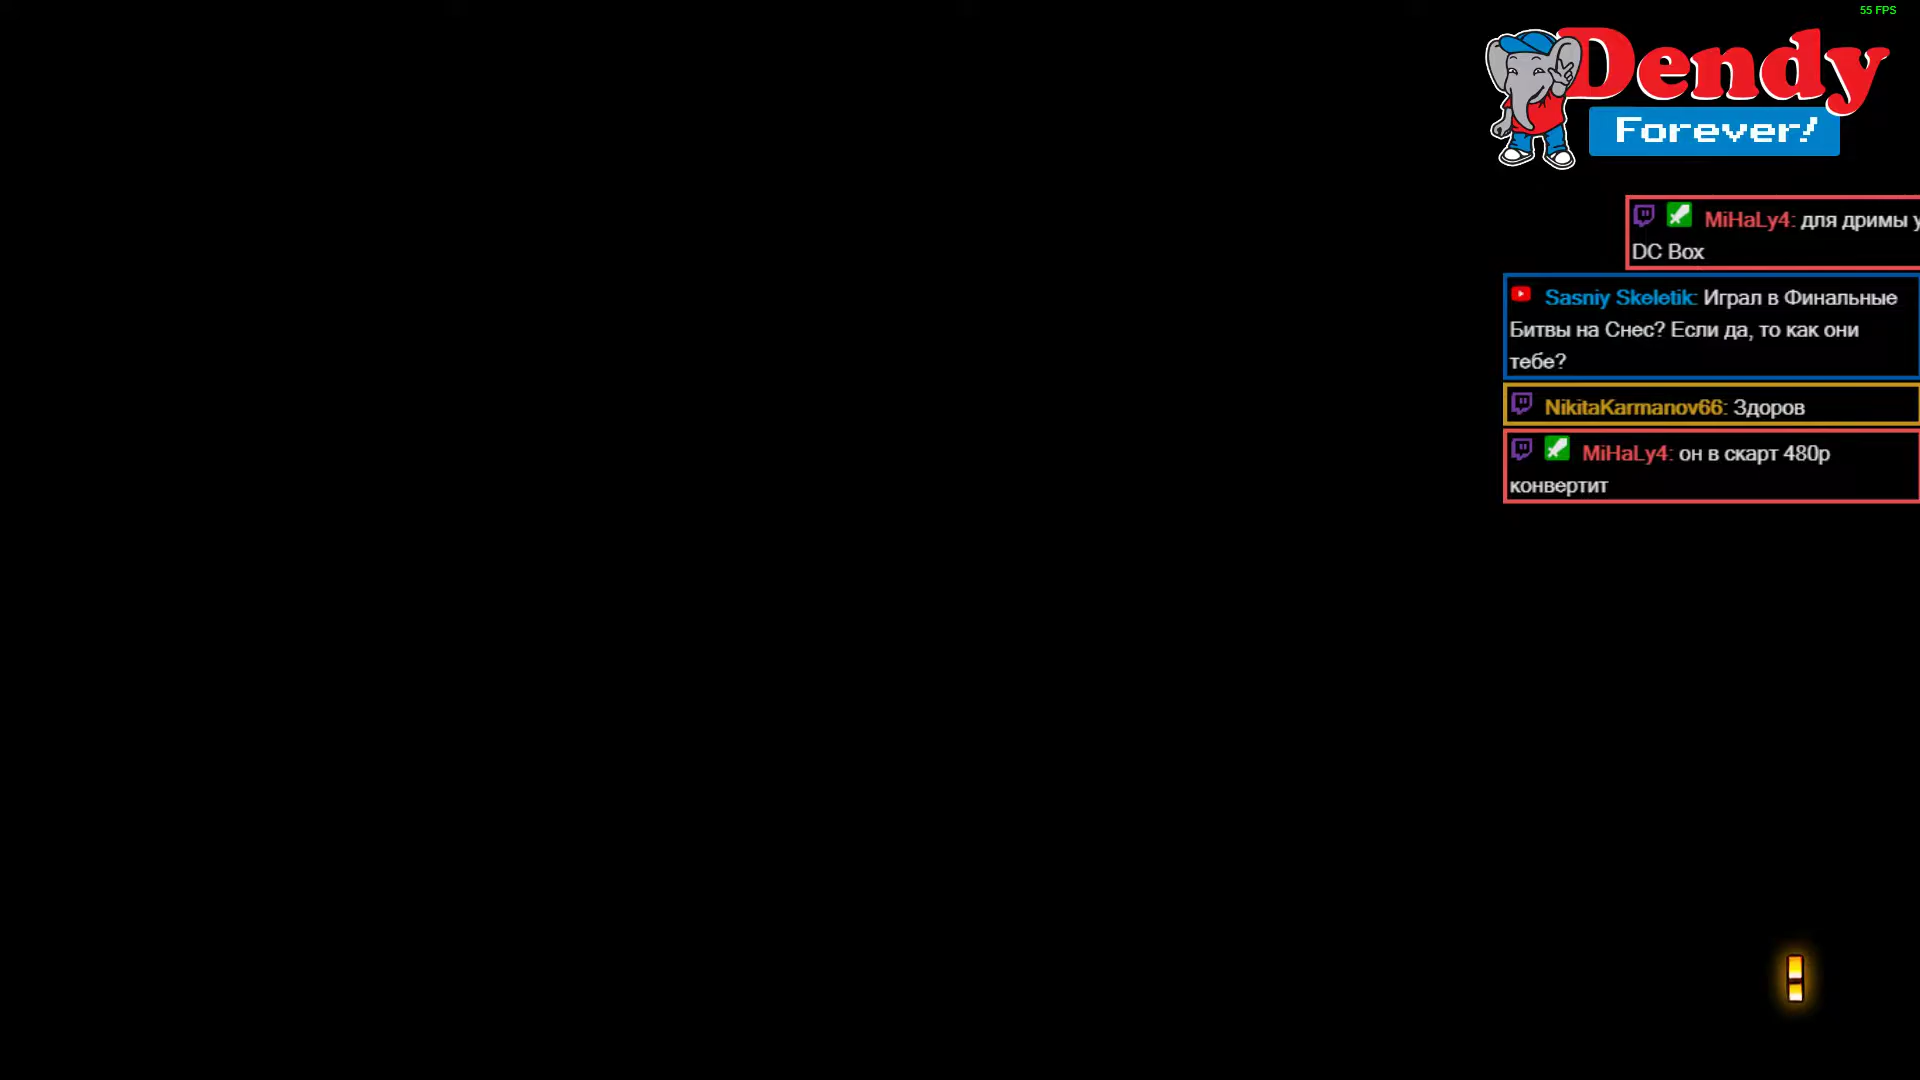 55 FPS
Dendy
Forever!
MiHaLy4: для дримы у
DC Box
Sasniy Skeletik: Играл в Финальные
Битвы на Снес? Если да, то как они
тебе?
NikitaKarmanov66: Здоров
MiHaLy4: он в скарт 480p
конвертит